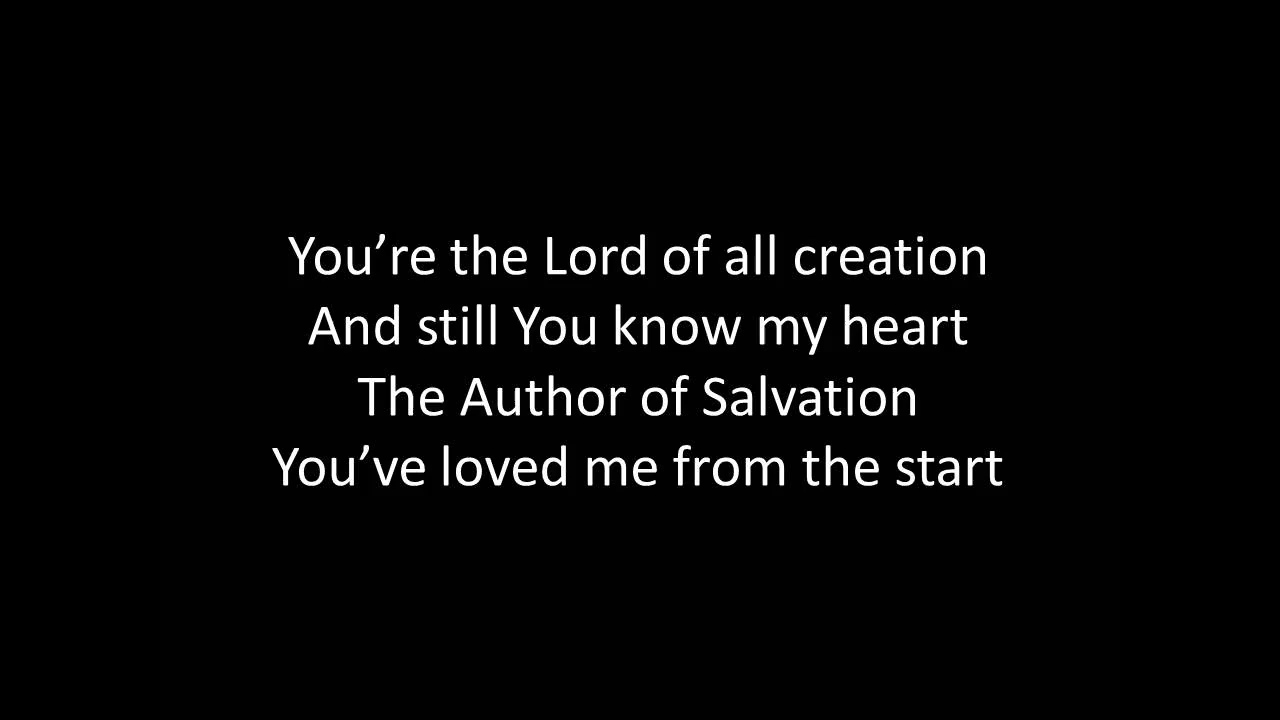 You’re the Lord of all creation
And still You know my heart
The Author of Salvation
You’ve loved me from the start